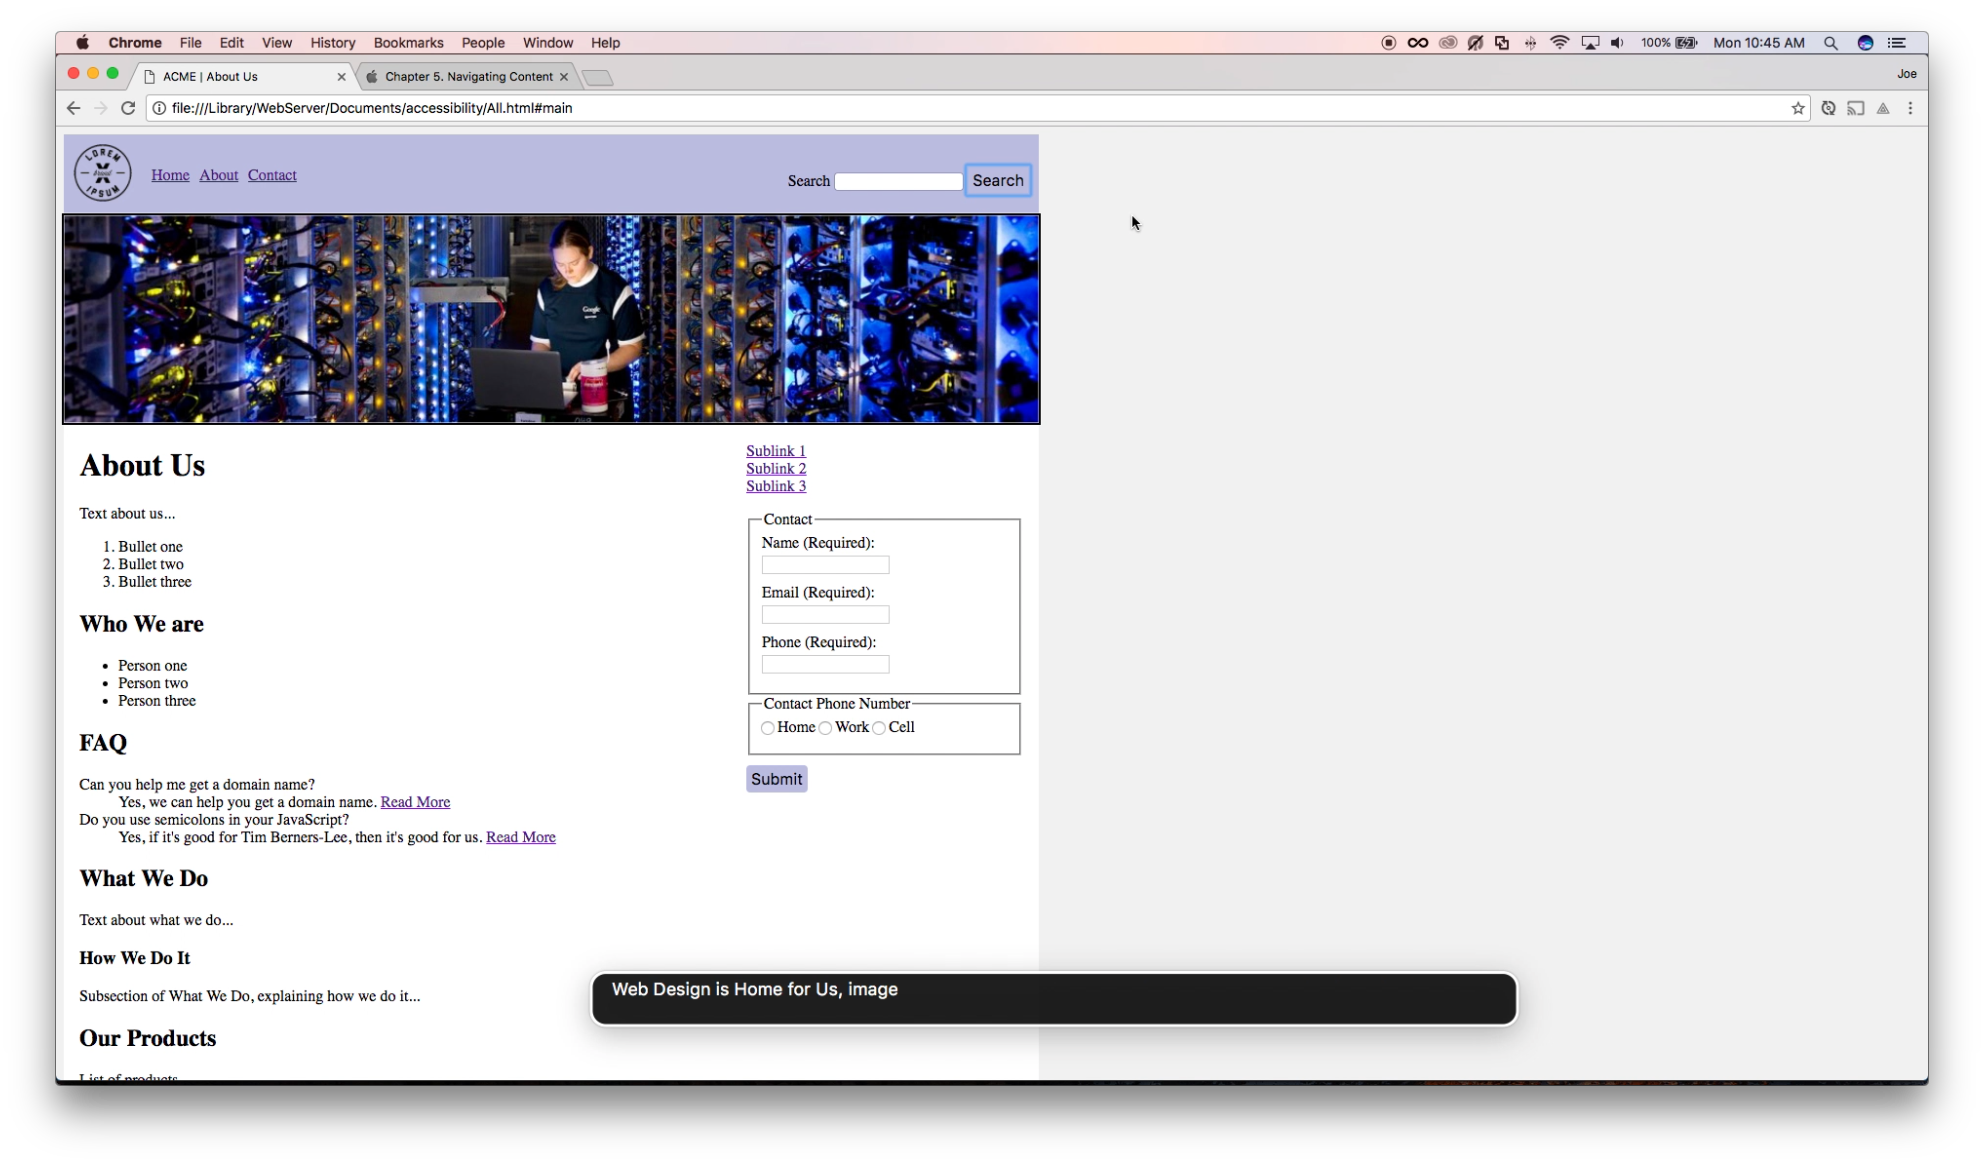 Chrome File Edit View History Bookmarks People Window Help 100% Mon 10:45 AM
ACME | About Us Chapter 5. Navigating Content Joe
file:///Library/WebServer/Documents/accessibility/All.html#main
LOREM
IPSUM
Home About Contact Search Search
Google
About Us
Text about us...
1. Bullet one
2. Bullet two
3. Bullet three
Who We are
• Person one
• Person two
• Person three
FAQ
Can you help me get a domain name?
Yes, we can help you get a domain name. Read More
Do you use semicolons in your JavaScript?
Yes, if it's good for Tim Berners-Lee, then it's good for us. Read More
What We Do
Text about what we do...
How We Do It
Subsection of What We Do, explaining how we do it...
Our Products
List of products
Sublink 1
Sublink 2
Sublink 3
Contact
Name (Required):
Email (Required):
Phone (Required):
Contact Phone Number
Home Work Cell
Submit
Web Design is Home for Us, image